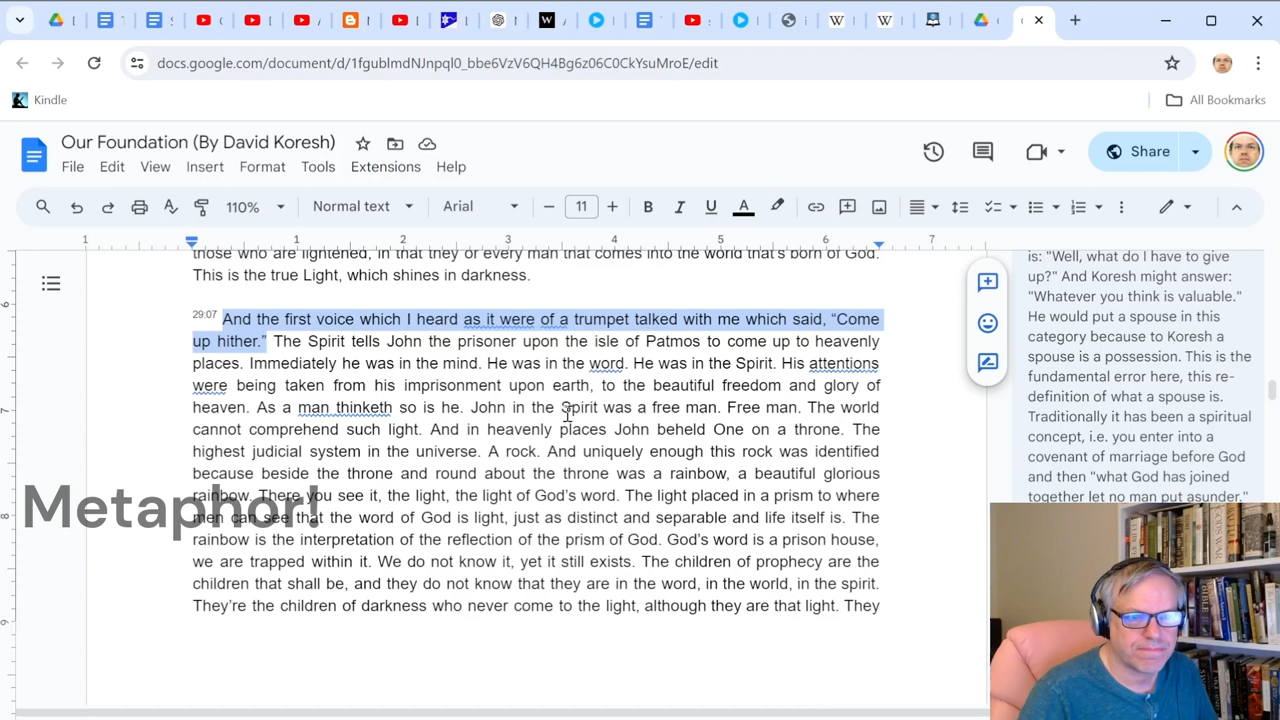 docs.google.com/document/d/1fgublmdNJnpql0_bbe6VzV6QH4Bg6z06C0CkYsuMroE/edit
Kindle
All Bookmarks
Our Foundation (By David Koresh)
File Edit View Insert Format Tools Extensions Help
Share
110% Normal text Arial 11
1 1 2 3 4 5 6 7
those who are lightened, in that they or every man that comes into the world that's born of God.
This is the true Light, which shines in darkness.
29:07 And the first voice which I heard as it were of a trumpet talked with me which said, “Come
up hither.” The Spirit tells John the prisoner upon the isle of Patmos to come up to heavenly
places. Immediately he was in the mind. He was in the word. He was in the Spirit. His attentions
were being taken from his imprisonment upon earth, to the beautiful freedom and glory of
heaven. As a man thinketh so is he. John in the Spirit was a free man. Free man. The world
cannot comprehend such light. And in heavenly places John beheld One on a throne. The
highest judicial system in the universe. A rock. And uniquely enough this rock was identified
because beside the throne and round about the throne was a rainbow, a beautiful glorious
rainbow. There you see it, the light, the light of God’s word. The light placed in a prism to where
men can see that the word of God is light, just as distinct and separable and life itself is. The
rainbow is the interpretation of the reflection of the prism of God. God’s word is a prison house,
we are trapped within it. We do not know it, yet it still exists. The children of prophecy are the
children that shall be, and they do not know that they are in the word, in the world, in the spirit.
They’re the children of darkness who never come to the light, although they are that light. They
Metaphor!
is: "Well, what do I have to give
up?" And Koresh might answer:
"Whatever you think is valuable."
He would put a spouse in this
category because to Koresh a
spouse is a possession. This is the
fundamental error here, this re-
definition of what a spouse is.
Traditionally it has been a spiritual
concept, i.e. you enter into a
covenant of marriage before God
and then "what God has joined
together let no man put asunder."